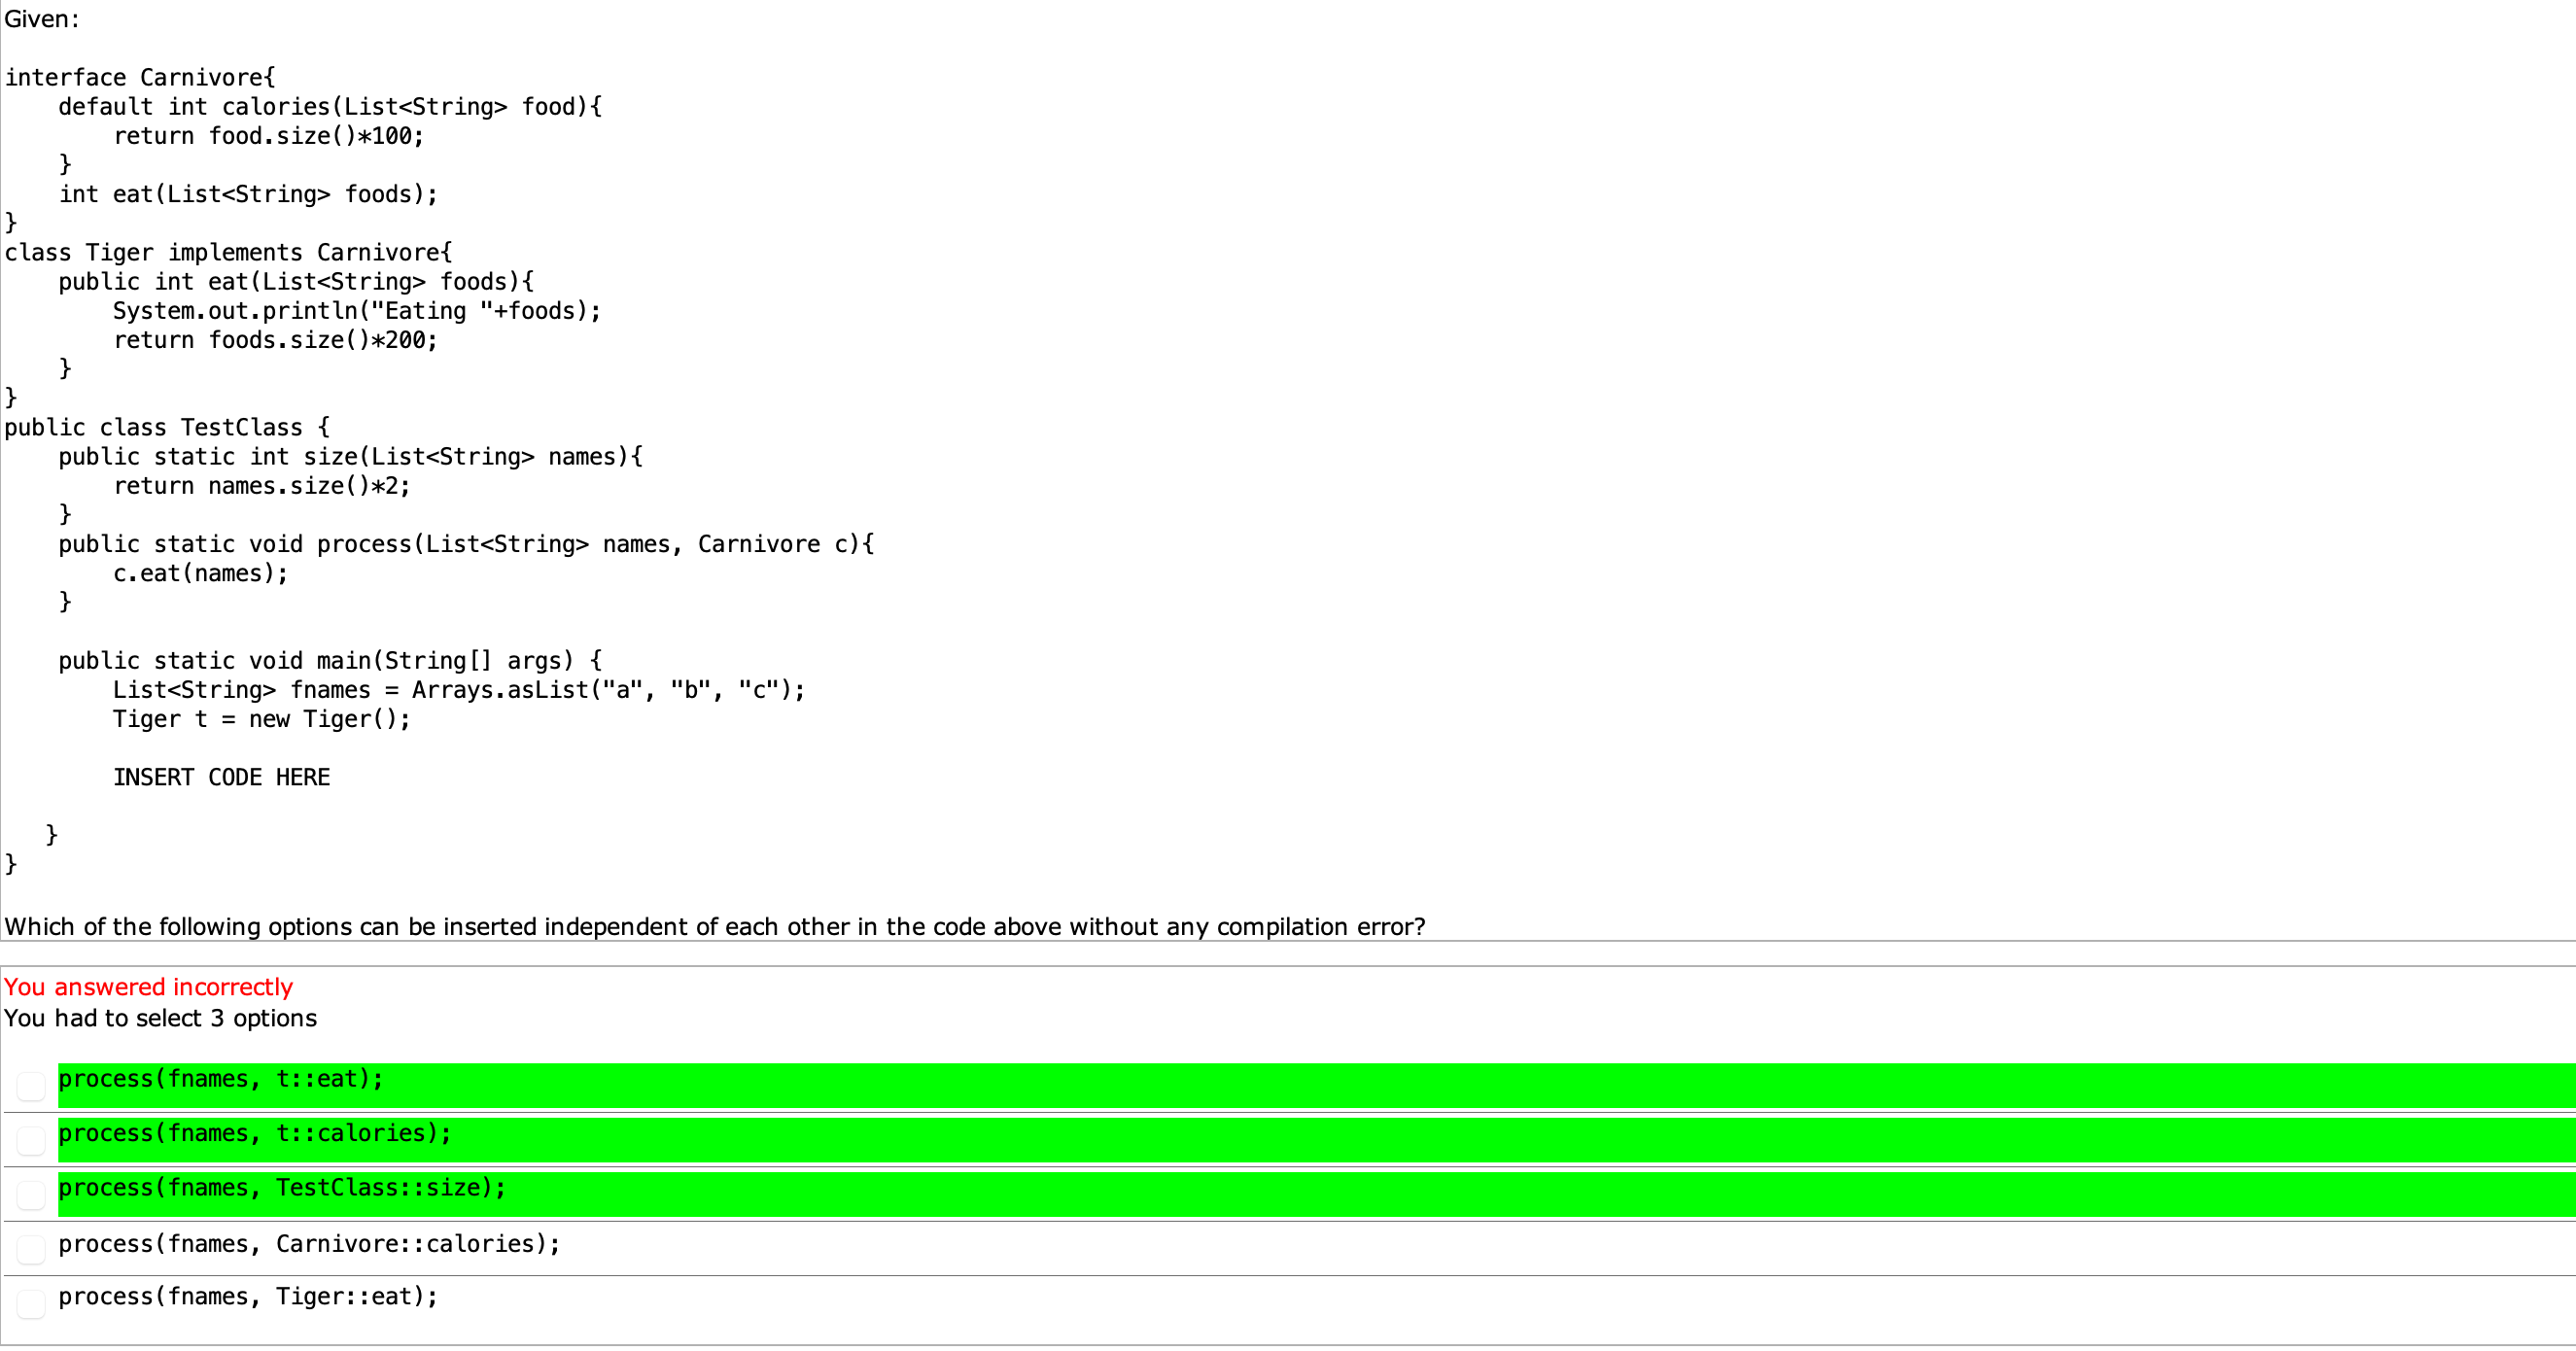 Given:
interface Carnivore{
    default int calories(List<String> food){
        return food.size()*100;
    }
    int eat(List<String> foods);
}
class Tiger implements Carnivore{
    public int eat(List<String> foods){
        System.out.println("Eating "+foods);
        return foods.size()*200;
    }
}
public class TestClass {
    public static int size(List<String> names){
        return names.size()*2;
    }
    public static void process(List<String> names, Carnivore c){
        c.eat(names);
    }
    public static void main(String[] args) {
        List<String> fnames = Arrays.asList("a", "b", "c");
        Tiger t = new Tiger();
        INSERT CODE HERE
   }
}
Which of the following options can be inserted independent of each other in the code above without any compilation error?
You answered incorrectly
You had to select 3 options
process(fnames, t::eat);
process(fnames, t::calories);
process(fnames, TestClass::size);
process(fnames, Carnivore::calories);
process(fnames, Tiger::eat);